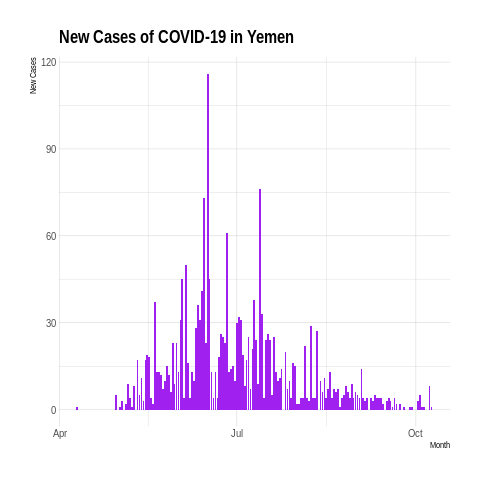 New Cases of COVID-19 in Yemen
New Cases
120
90
60
30
0
Apr
Jul
Oct
Month